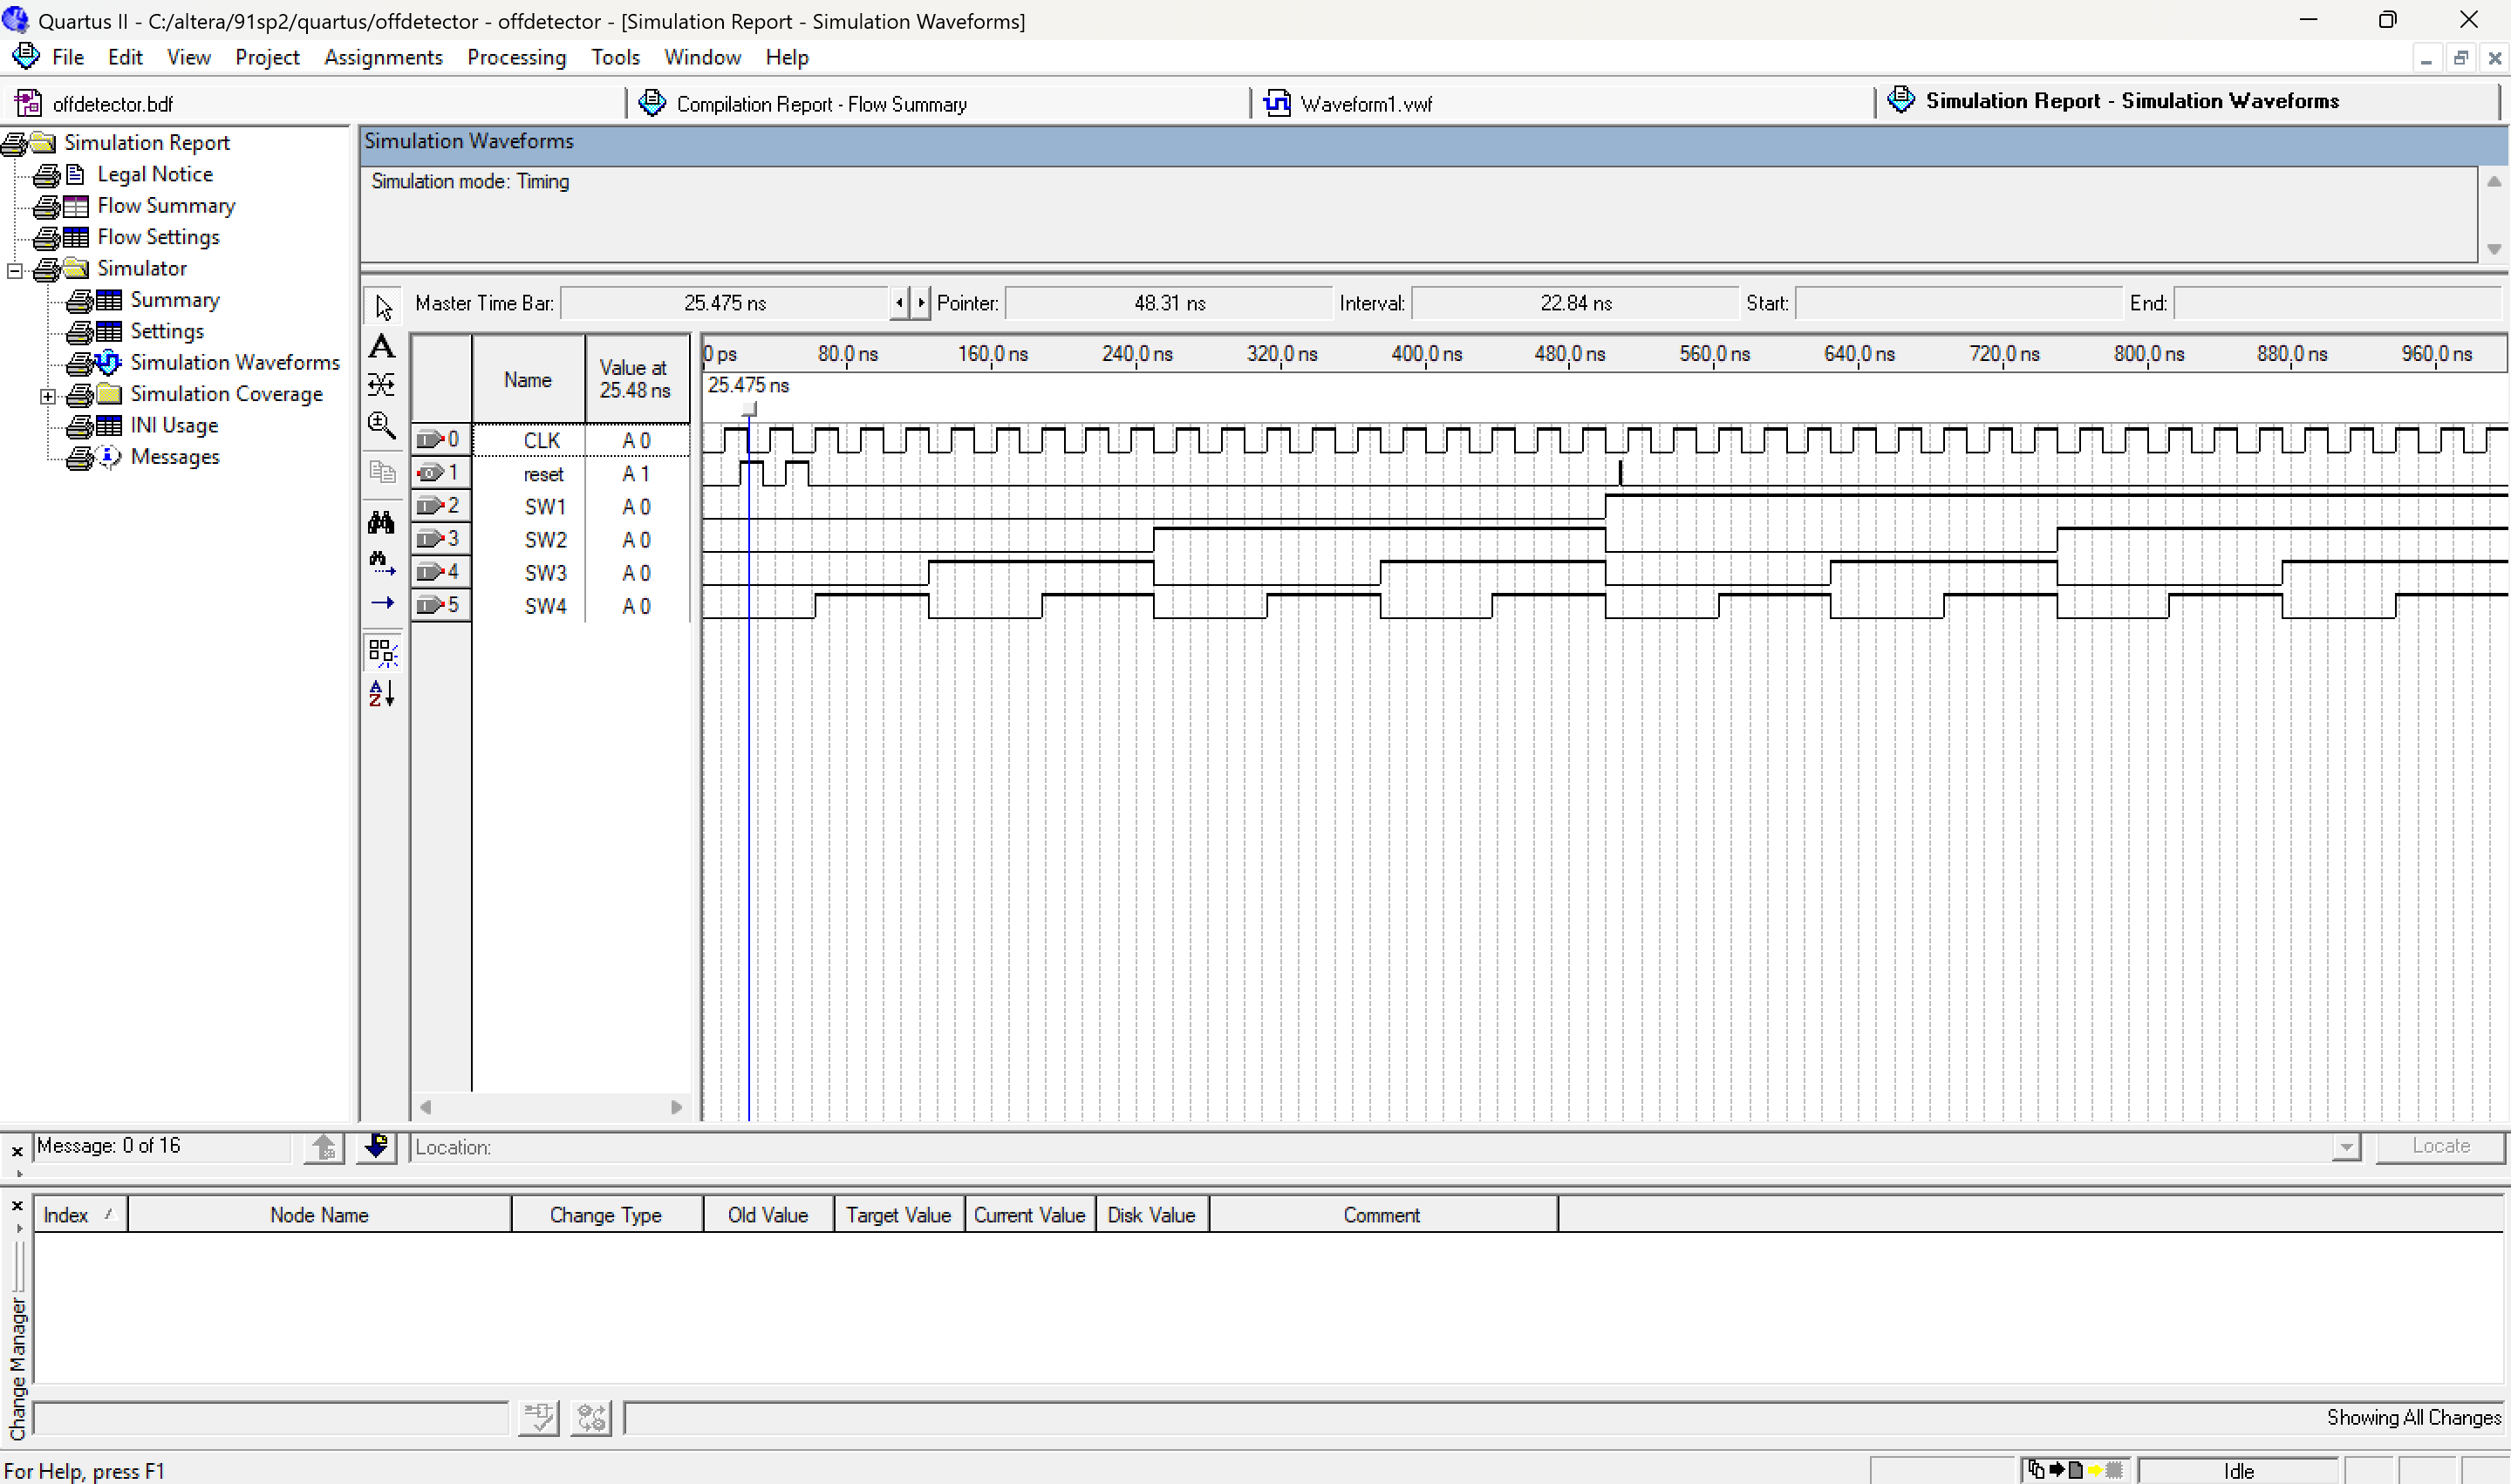 Quartus II - C:/altera/91sp2/quartus/offdetector - offdetector - [Simulation Report - Simulation Waveforms]
File Edit View Project Assignments Processing Tools Window Help
offdetector.bdf Compilation Report - Flow Summary Waveform1.vwf Simulation Report - Simulation Waveforms
Simulation Report
Legal Notice
Flow Summary
Flow Settings
Simulator
Summary
Settings
Simulation Waveforms
Simulation Coverage
INI Usage
Messages
Simulation Waveforms
Simulation mode: Timing
Master Time Bar: 25.475 ns Pointer: 48.31 ns Interval: 22.84 ns Start: End:
Name Value at
25.48 ns
0 ps 80.0 ns 160.0 ns 240.0 ns 320.0 ns 400.0 ns 480.0 ns 560.0 ns 640.0 ns 720.0 ns 800.0 ns 880.0 ns 960.0 ns
25.475 ns
0 CLK A 0
1 reset A 1
2 SW1 A 0
3 SW2 A 0
4 SW3 A 0
5 SW4 A 0
Message: 0 of 16 Location: Locate
Index Node Name Change Type Old Value Target Value Current Value Disk Value Comment
Change Manager
Showing All Changes
For Help, press F1 Idle